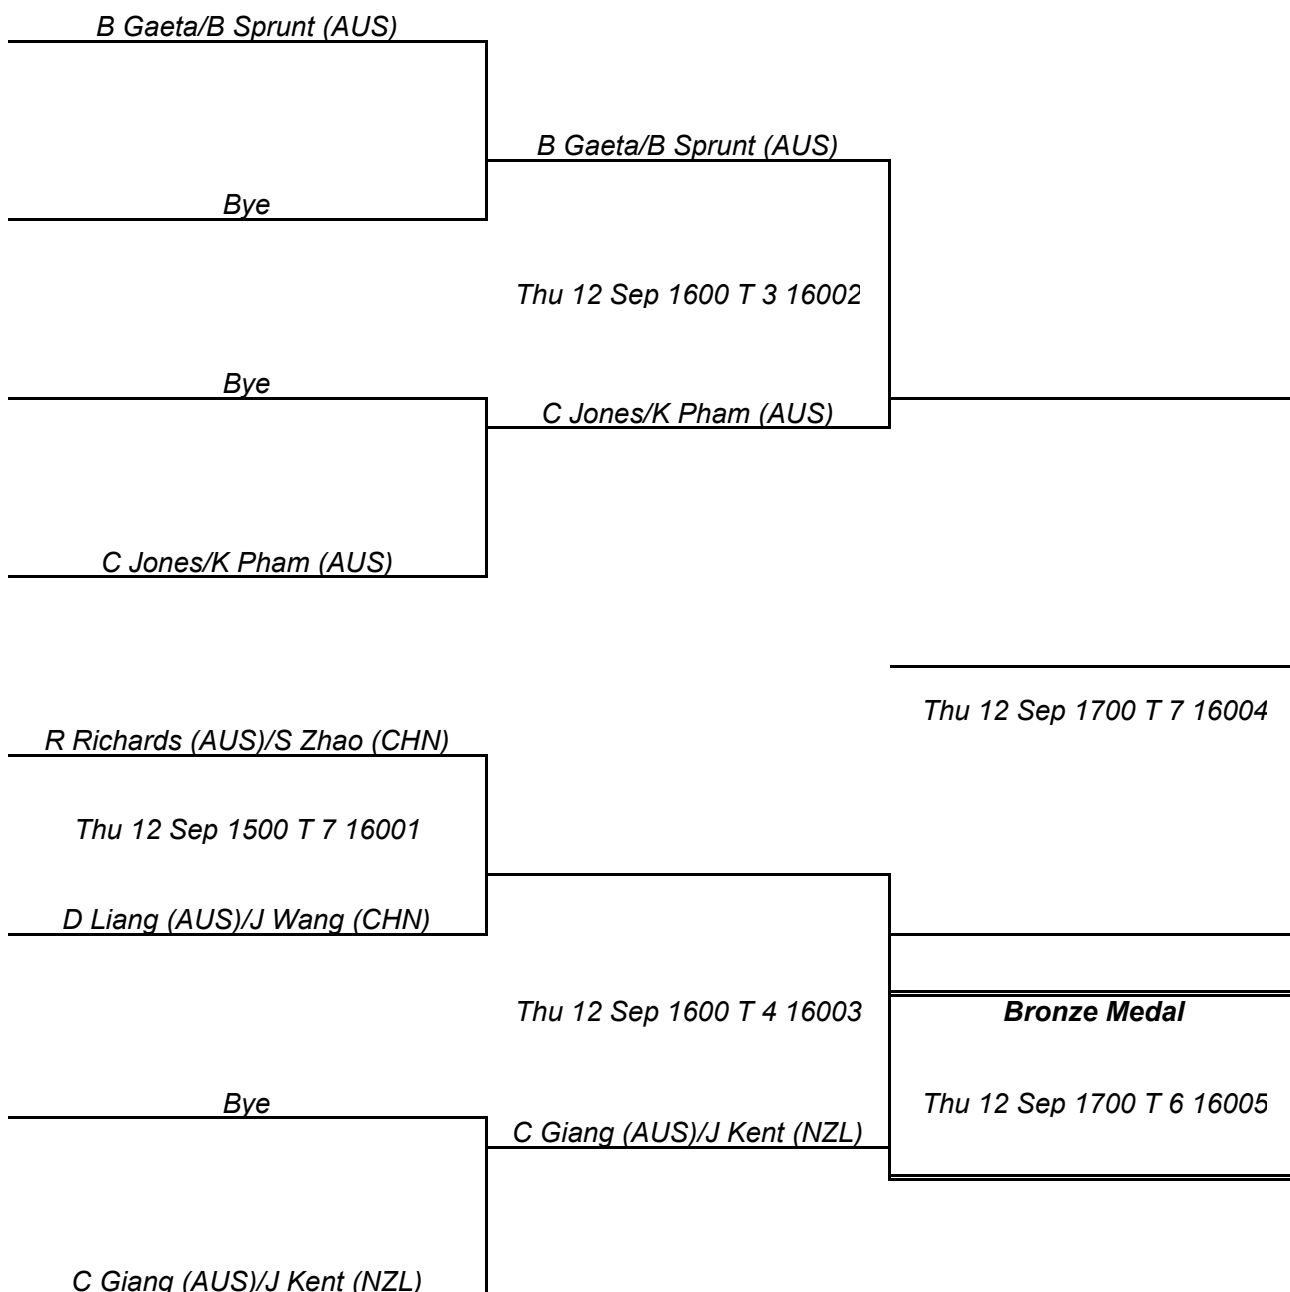 B Gaeta/B Sprunt (AUS)
B Gaeta/B Sprunt (AUS)
Bye
Thu 12 Sep 1600 T 3 16002
Bye
C Jones/K Pham (AUS)
C Jones/K Pham (AUS)
Thu 12 Sep 1700 T 7 16004
R Richards (AUS)/S Zhao (CHN)
Thu 12 Sep 1500 T 7 16001
D Liang (AUS)/J Wang (CHN)
Thu 12 Sep 1600 T 4 16003
Bronze Medal
Bye
Thu 12 Sep 1700 T 6 16005
C Giang (AUS)/J Kent (NZL)
C Giang (AUS)/J Kent (NZL)